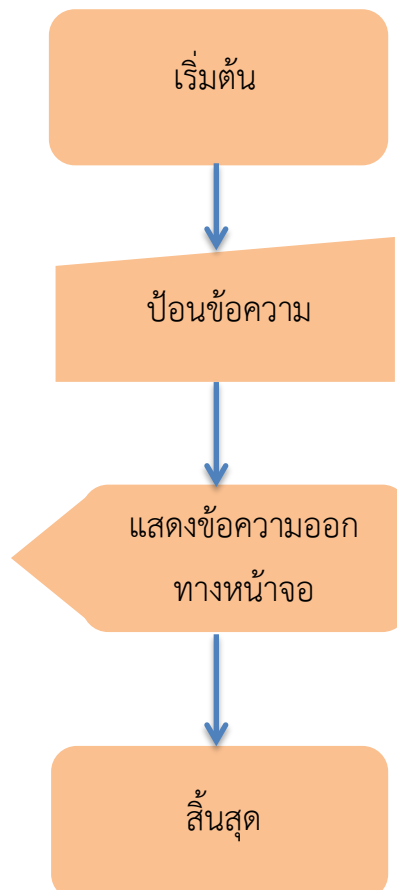 เริ่มต้น
ป้อนข้อความ
แสดงข้อความออก
ทางหน้าจอ
สิ้นสุด